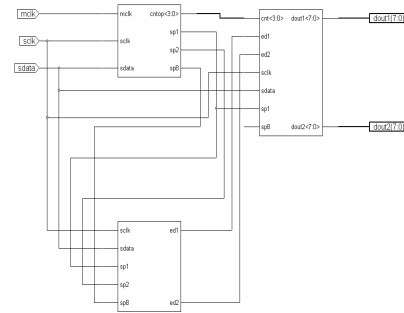 mclk
sclk
sdata
mclk cntop<3:0>
sp1
sclk
sp2
sdata sp8
cnt<3:0> dout1<7:0>
ed1
ed2
sclk
sdata
sp1
sp8 dout2<7:0>
dout1(7:0)
dout2(7:0)
sclk ed1
sdata
sp1
sp2
sp8 ed2